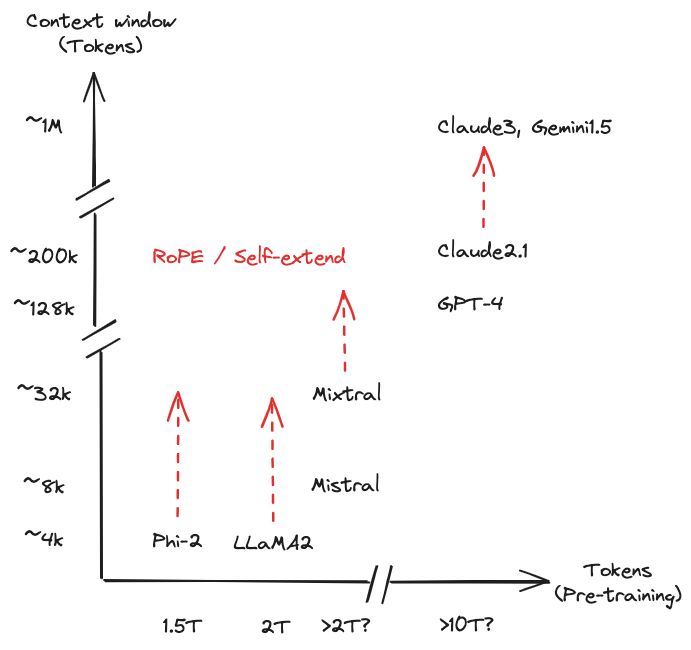 Context window
(Tokens)
~1M
Claude3, Gemini1.5
~200k
RoPE / Self-extend
Claude2.1
~128k
GPT-4
~32k
Mixtral
~8k
Mistral
~4k
Phi-2
LLaMA2
Tokens
(Pre-training)
1.5T
2T
>2T?
>10T?